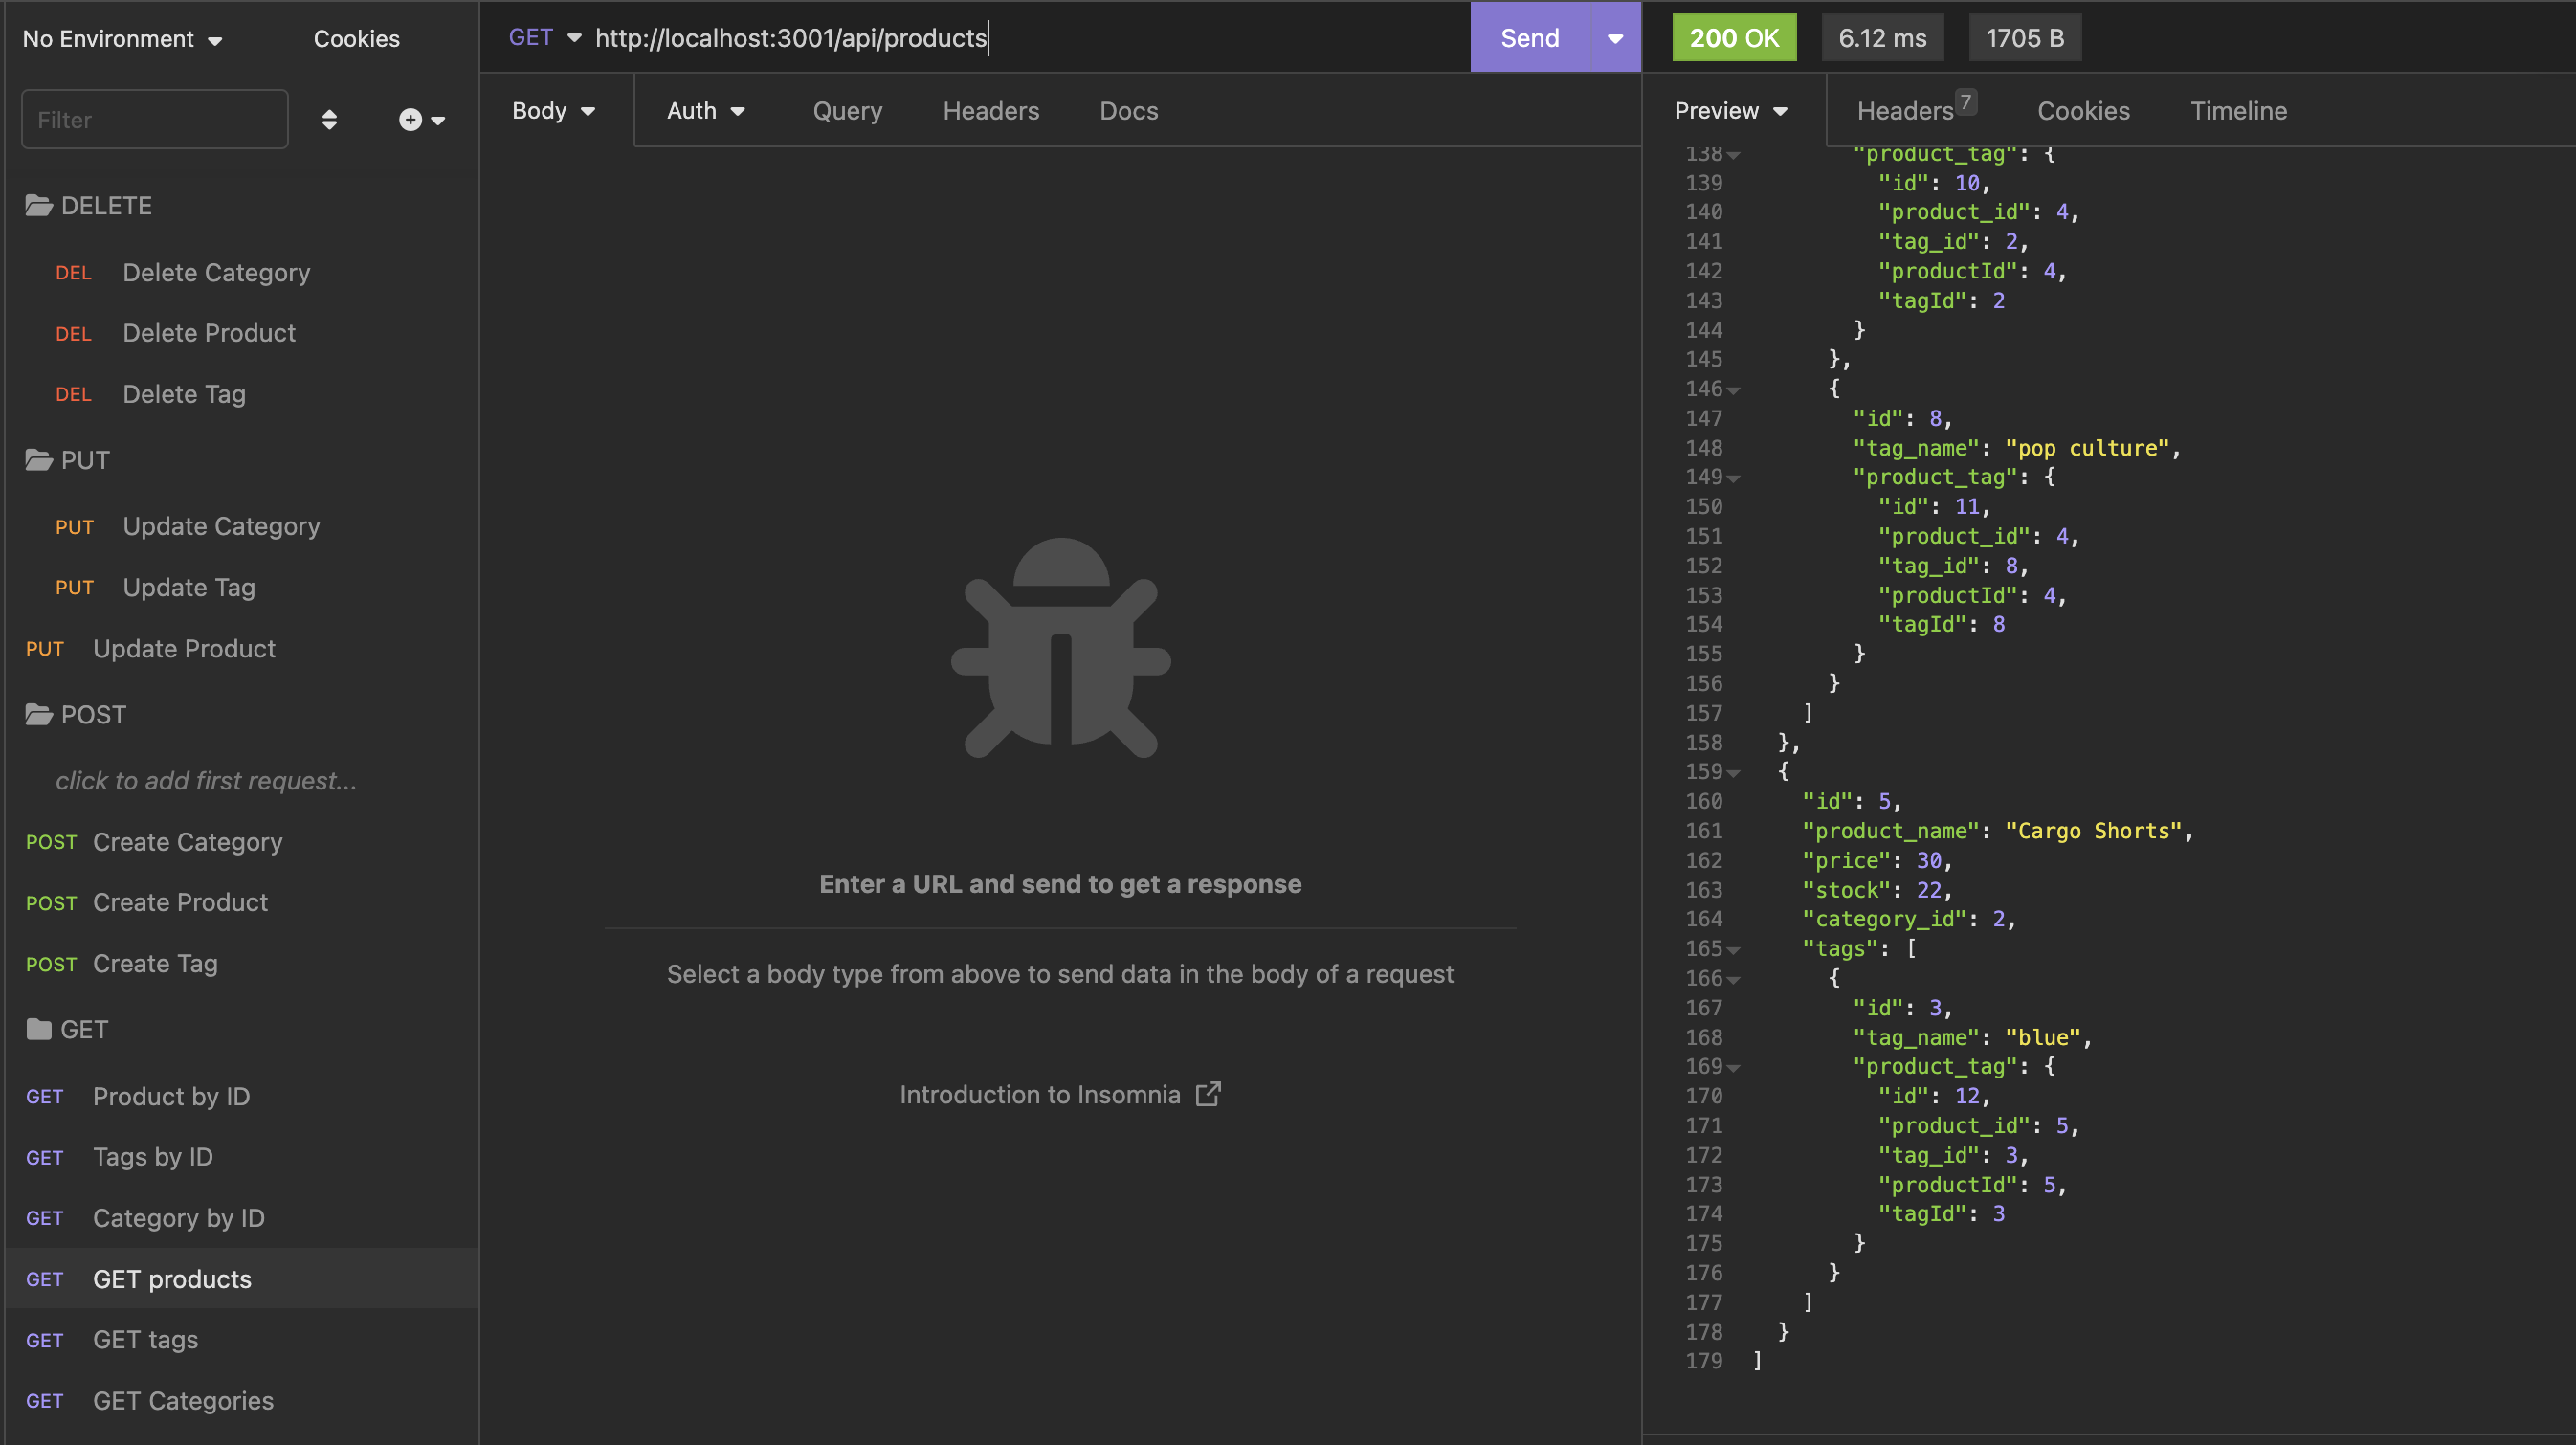 No Environment
Cookies
Filter
DELETE
DEL Delete Category
DEL Delete Product
DEL Delete Tag
PUT
PUT Update Category
PUT Update Tag
PUT Update Product
POST
click to add first request...
POST Create Category
POST Create Product
POST Create Tag
GET
GET Product by ID
GET Tags by ID
GET Category by ID
GET GET products
GET GET tags
GET GET Categories
GET http://localhost:3001/api/products
Send
Body Auth Query Headers Docs
Enter a URL and send to get a response
Select a body type from above to send data in the body of a request
Introduction to Insomnia
200 OK 6.12 ms 1705 B
Preview Headers 7 Cookies Timeline
138 "product_tag": {
139 "id": 10,
140 "product_id": 4,
141 "tag_id": 2,
142 "productId": 4,
143 "tagId": 2
144 }
145 },
146 {
147 "id": 8,
148 "tag_name": "pop culture",
149 "product_tag": {
150 "id": 11,
151 "product_id": 4,
152 "tag_id": 8,
153 "productId": 4,
154 "tagId": 8
155 }
156 }
157 ]
158 },
159 {
160 "id": 5,
161 "product_name": "Cargo Shorts",
162 "price": 30,
163 "stock": 22,
164 "category_id": 2,
165 "tags": [
166 {
167 "id": 3,
168 "tag_name": "blue",
169 "product_tag": {
170 "id": 12,
171 "product_id": 5,
172 "tag_id": 3,
173 "productId": 5,
174 "tagId": 3
175 }
176 }
177 ]
178 }
179 ]